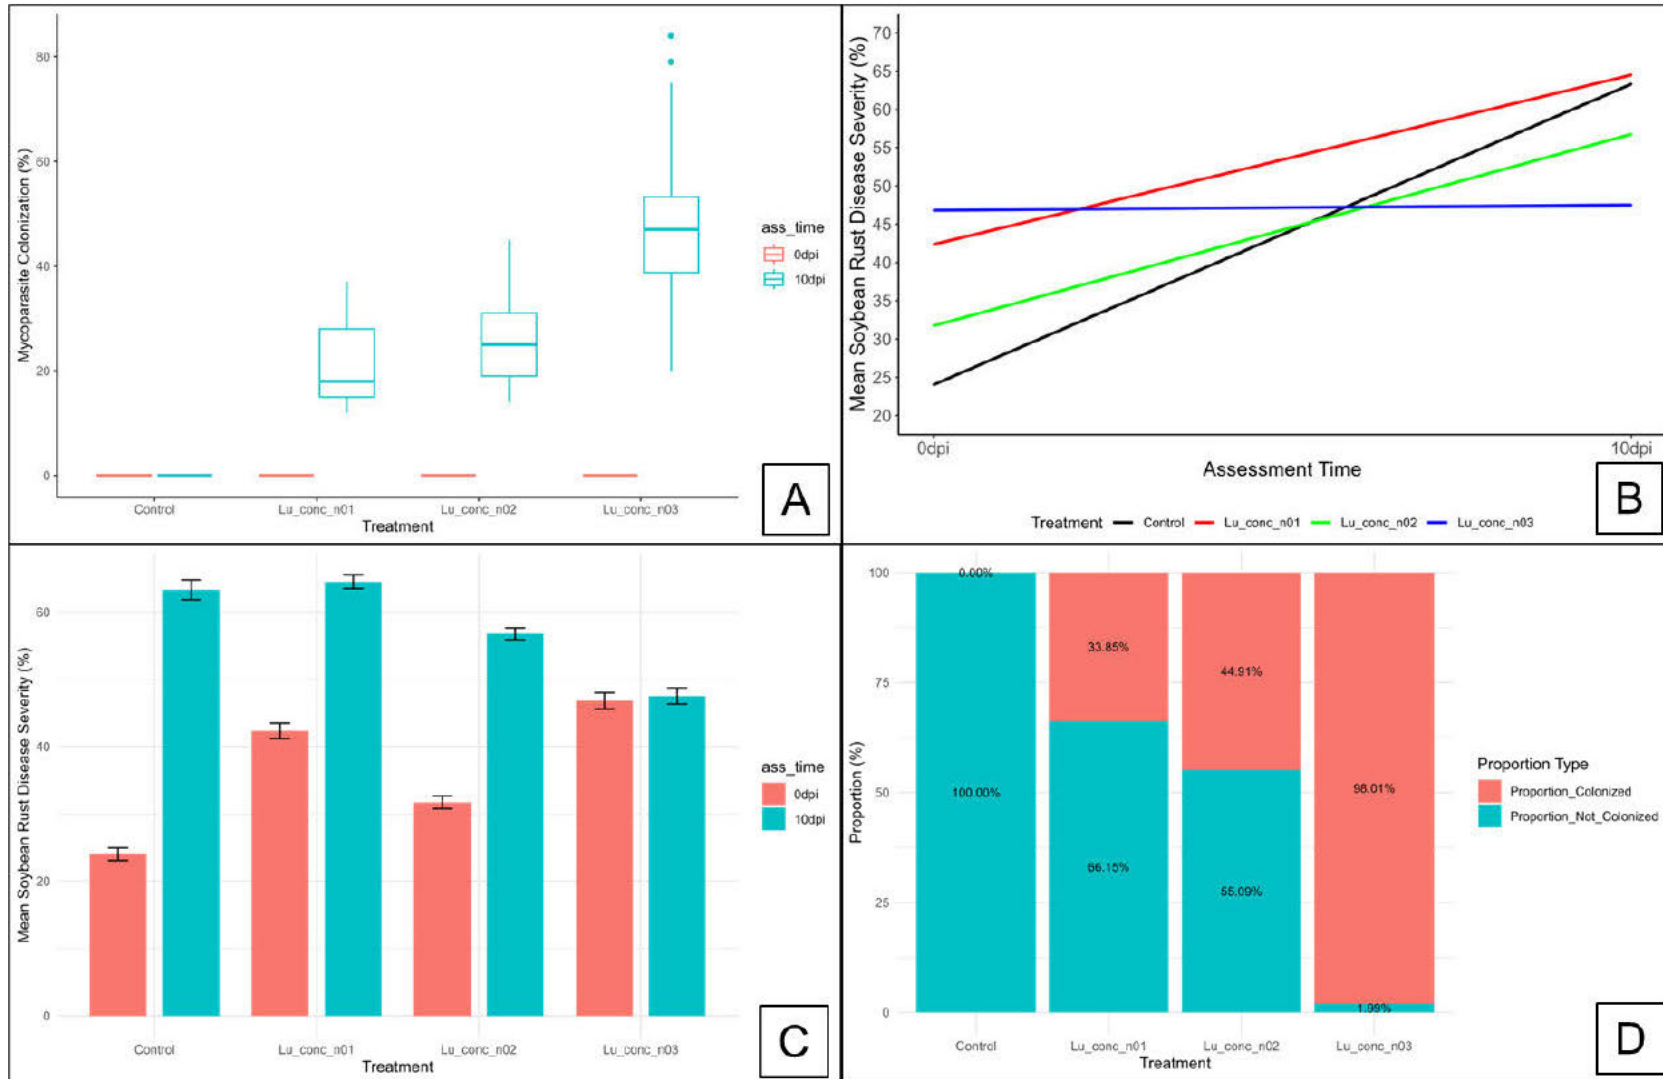 Mycoparasite Colonization (%)
80
60
40
20
0
Control
Lu_conc_n01
Lu_conc_n02
Lu_conc_n03
Treatment
ass_time
0dpi
10dpi
A
Mean Soybean Rust Disease Severity (%)
70
65
60
55
50
45
40
35
30
25
20
0dpi
10dpi
Assessment Time
Treatment Control Lu_conc_n01 Lu_conc_n02 Lu_conc_n03
B
Mean Soybean Rust Disease Severity (%)
60
40
20
0
Control
Lu_conc_n01
Lu_conc_n02
Lu_conc_n03
Treatment
ass_time
0dpi
10dpi
C
Proportion (%)
100
75
50
25
0
0.00%
100.00%
33.85%
66.15%
44.91%
55.09%
98.01%
1.99%
Control
Lu_conc_n01
Lu_conc_n02
Lu_conc_n03
Treatment
Proportion Type
Proportion_Colonized
Proportion_Not_Colonized
D